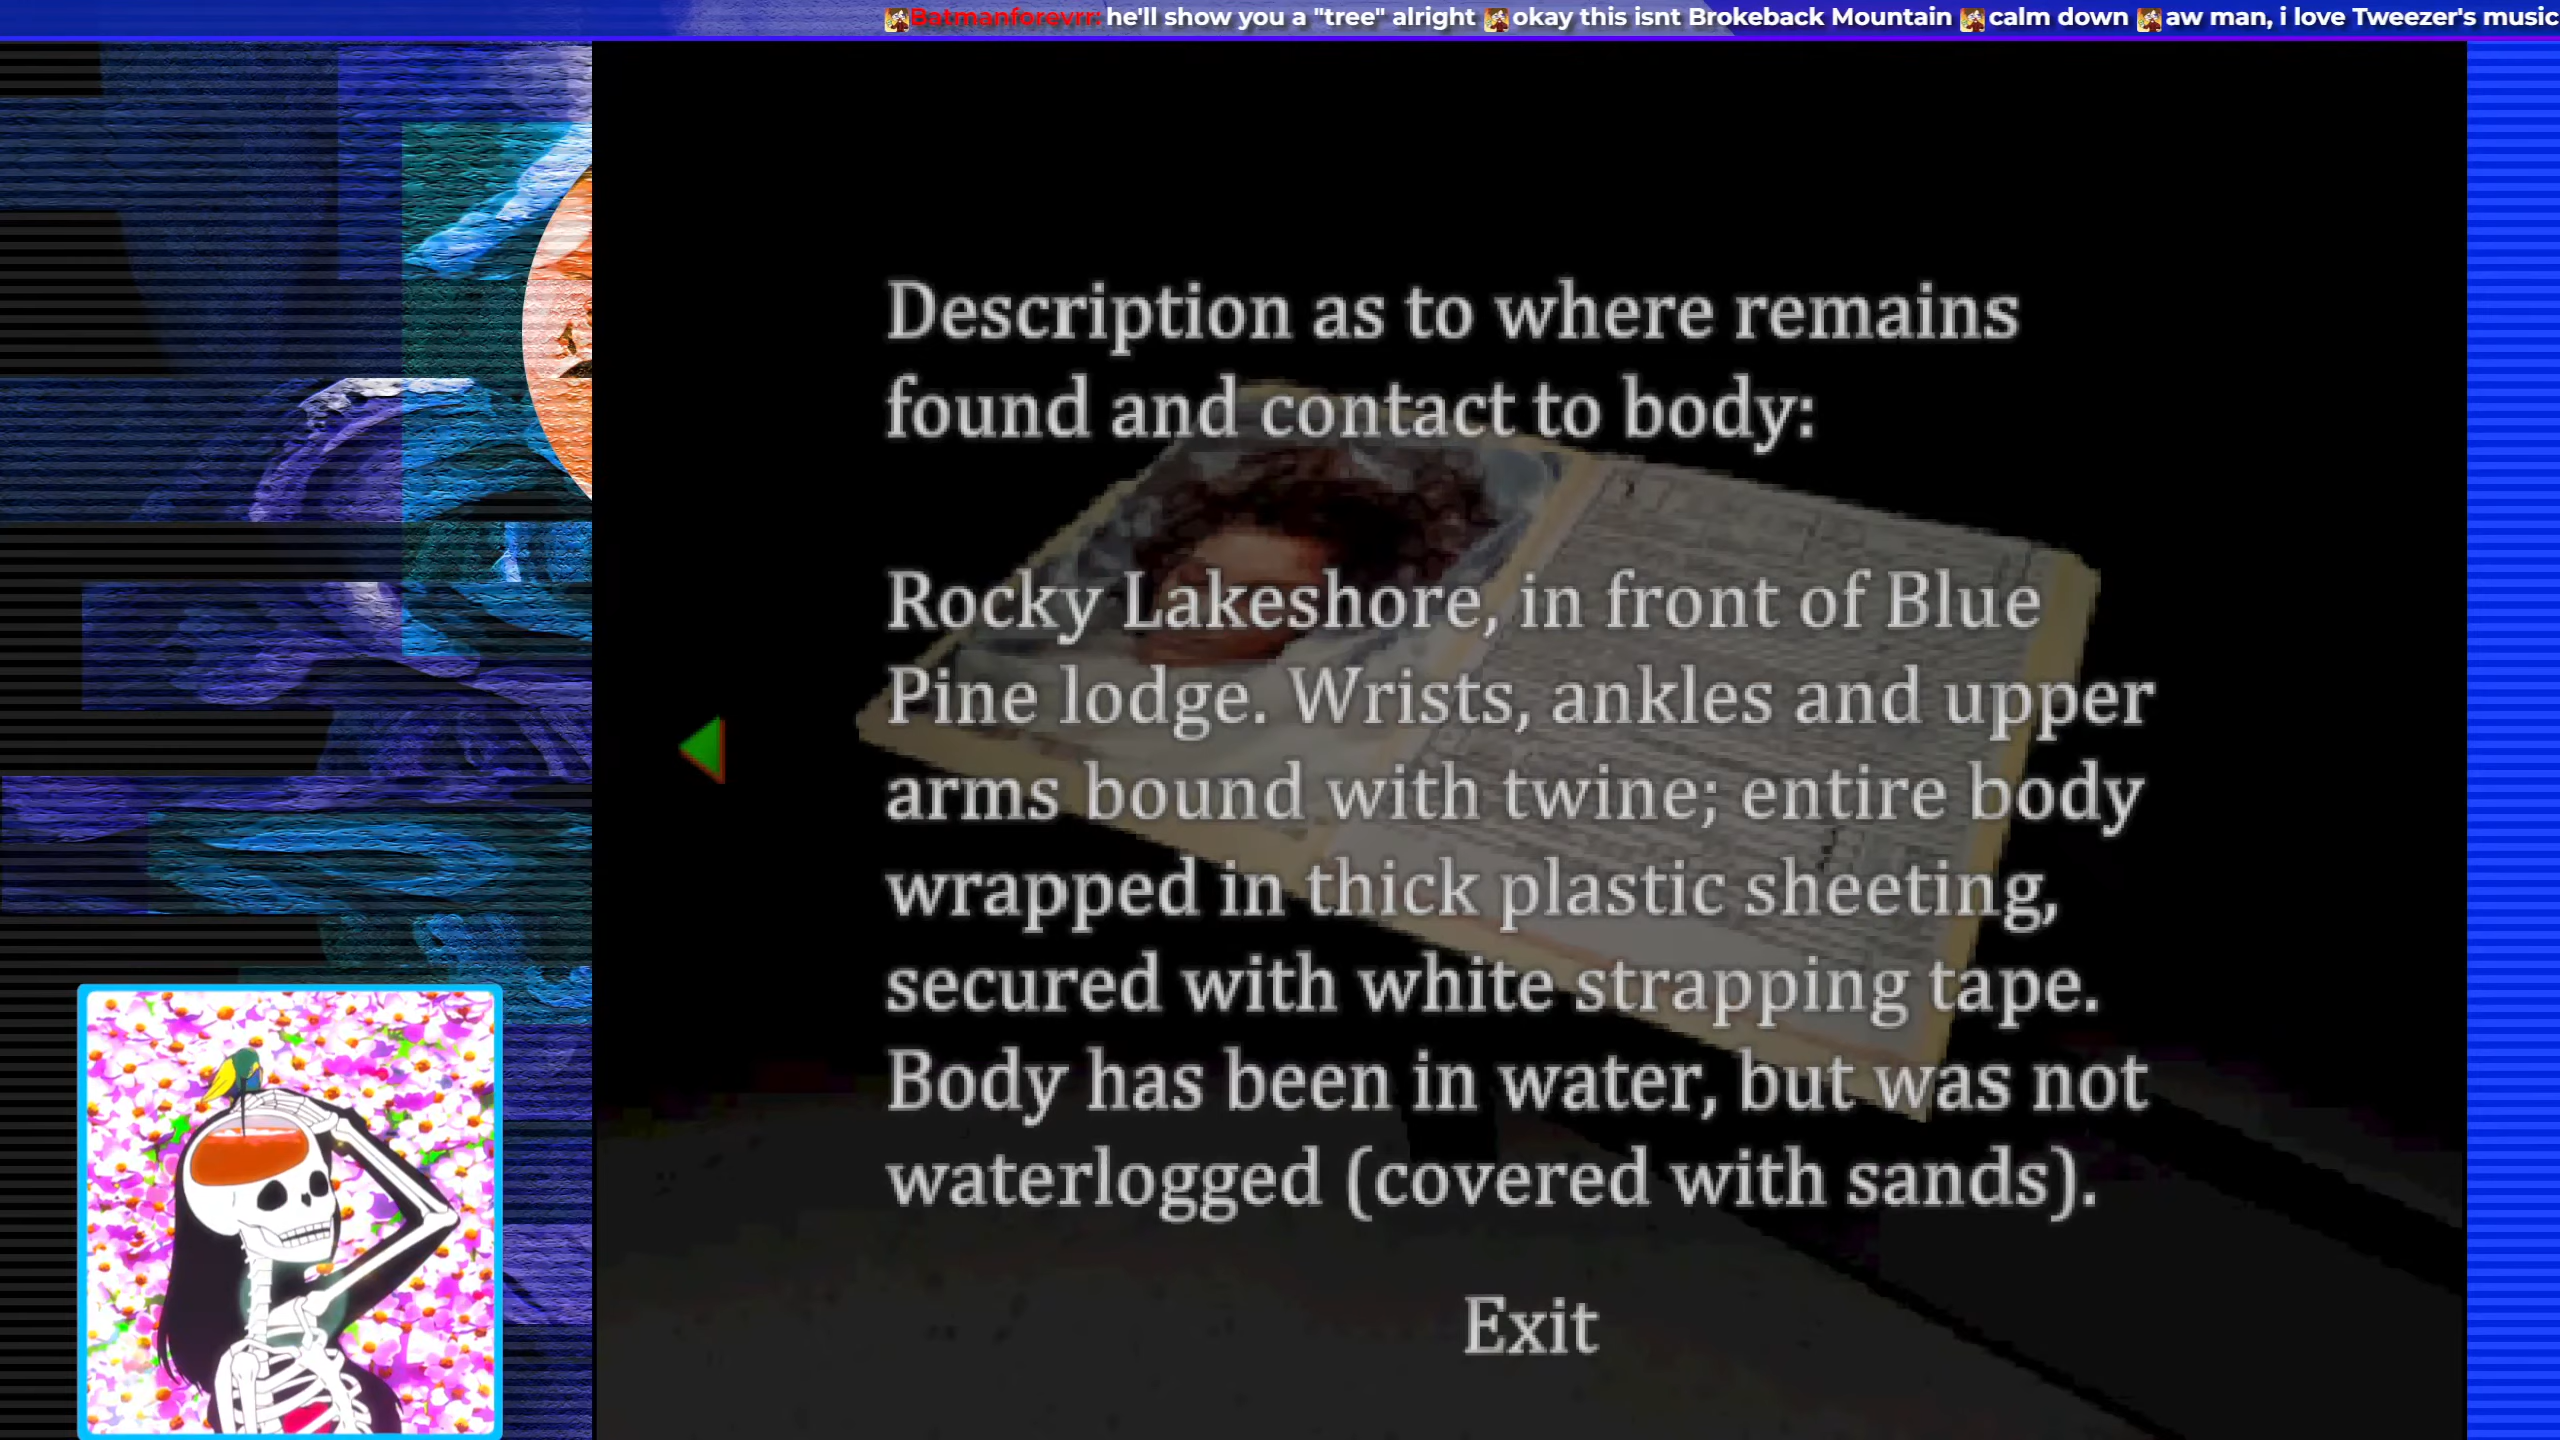 Batmanforevrr: he'll show you a "tree" alright okay this isnt Brokeback Mountain calm down aw man, i love Tweezer's music
Description as to where remains
found and contact to body:
Rocky Lakeshore, in front of Blue
Pine lodge. Wrists, ankles and upper
arms bound with twine; entire body
wrapped in thick plastic sheeting,
secured with white strapping tape.
Body has been in water, but was not
waterlogged (covered with sands).
Exit